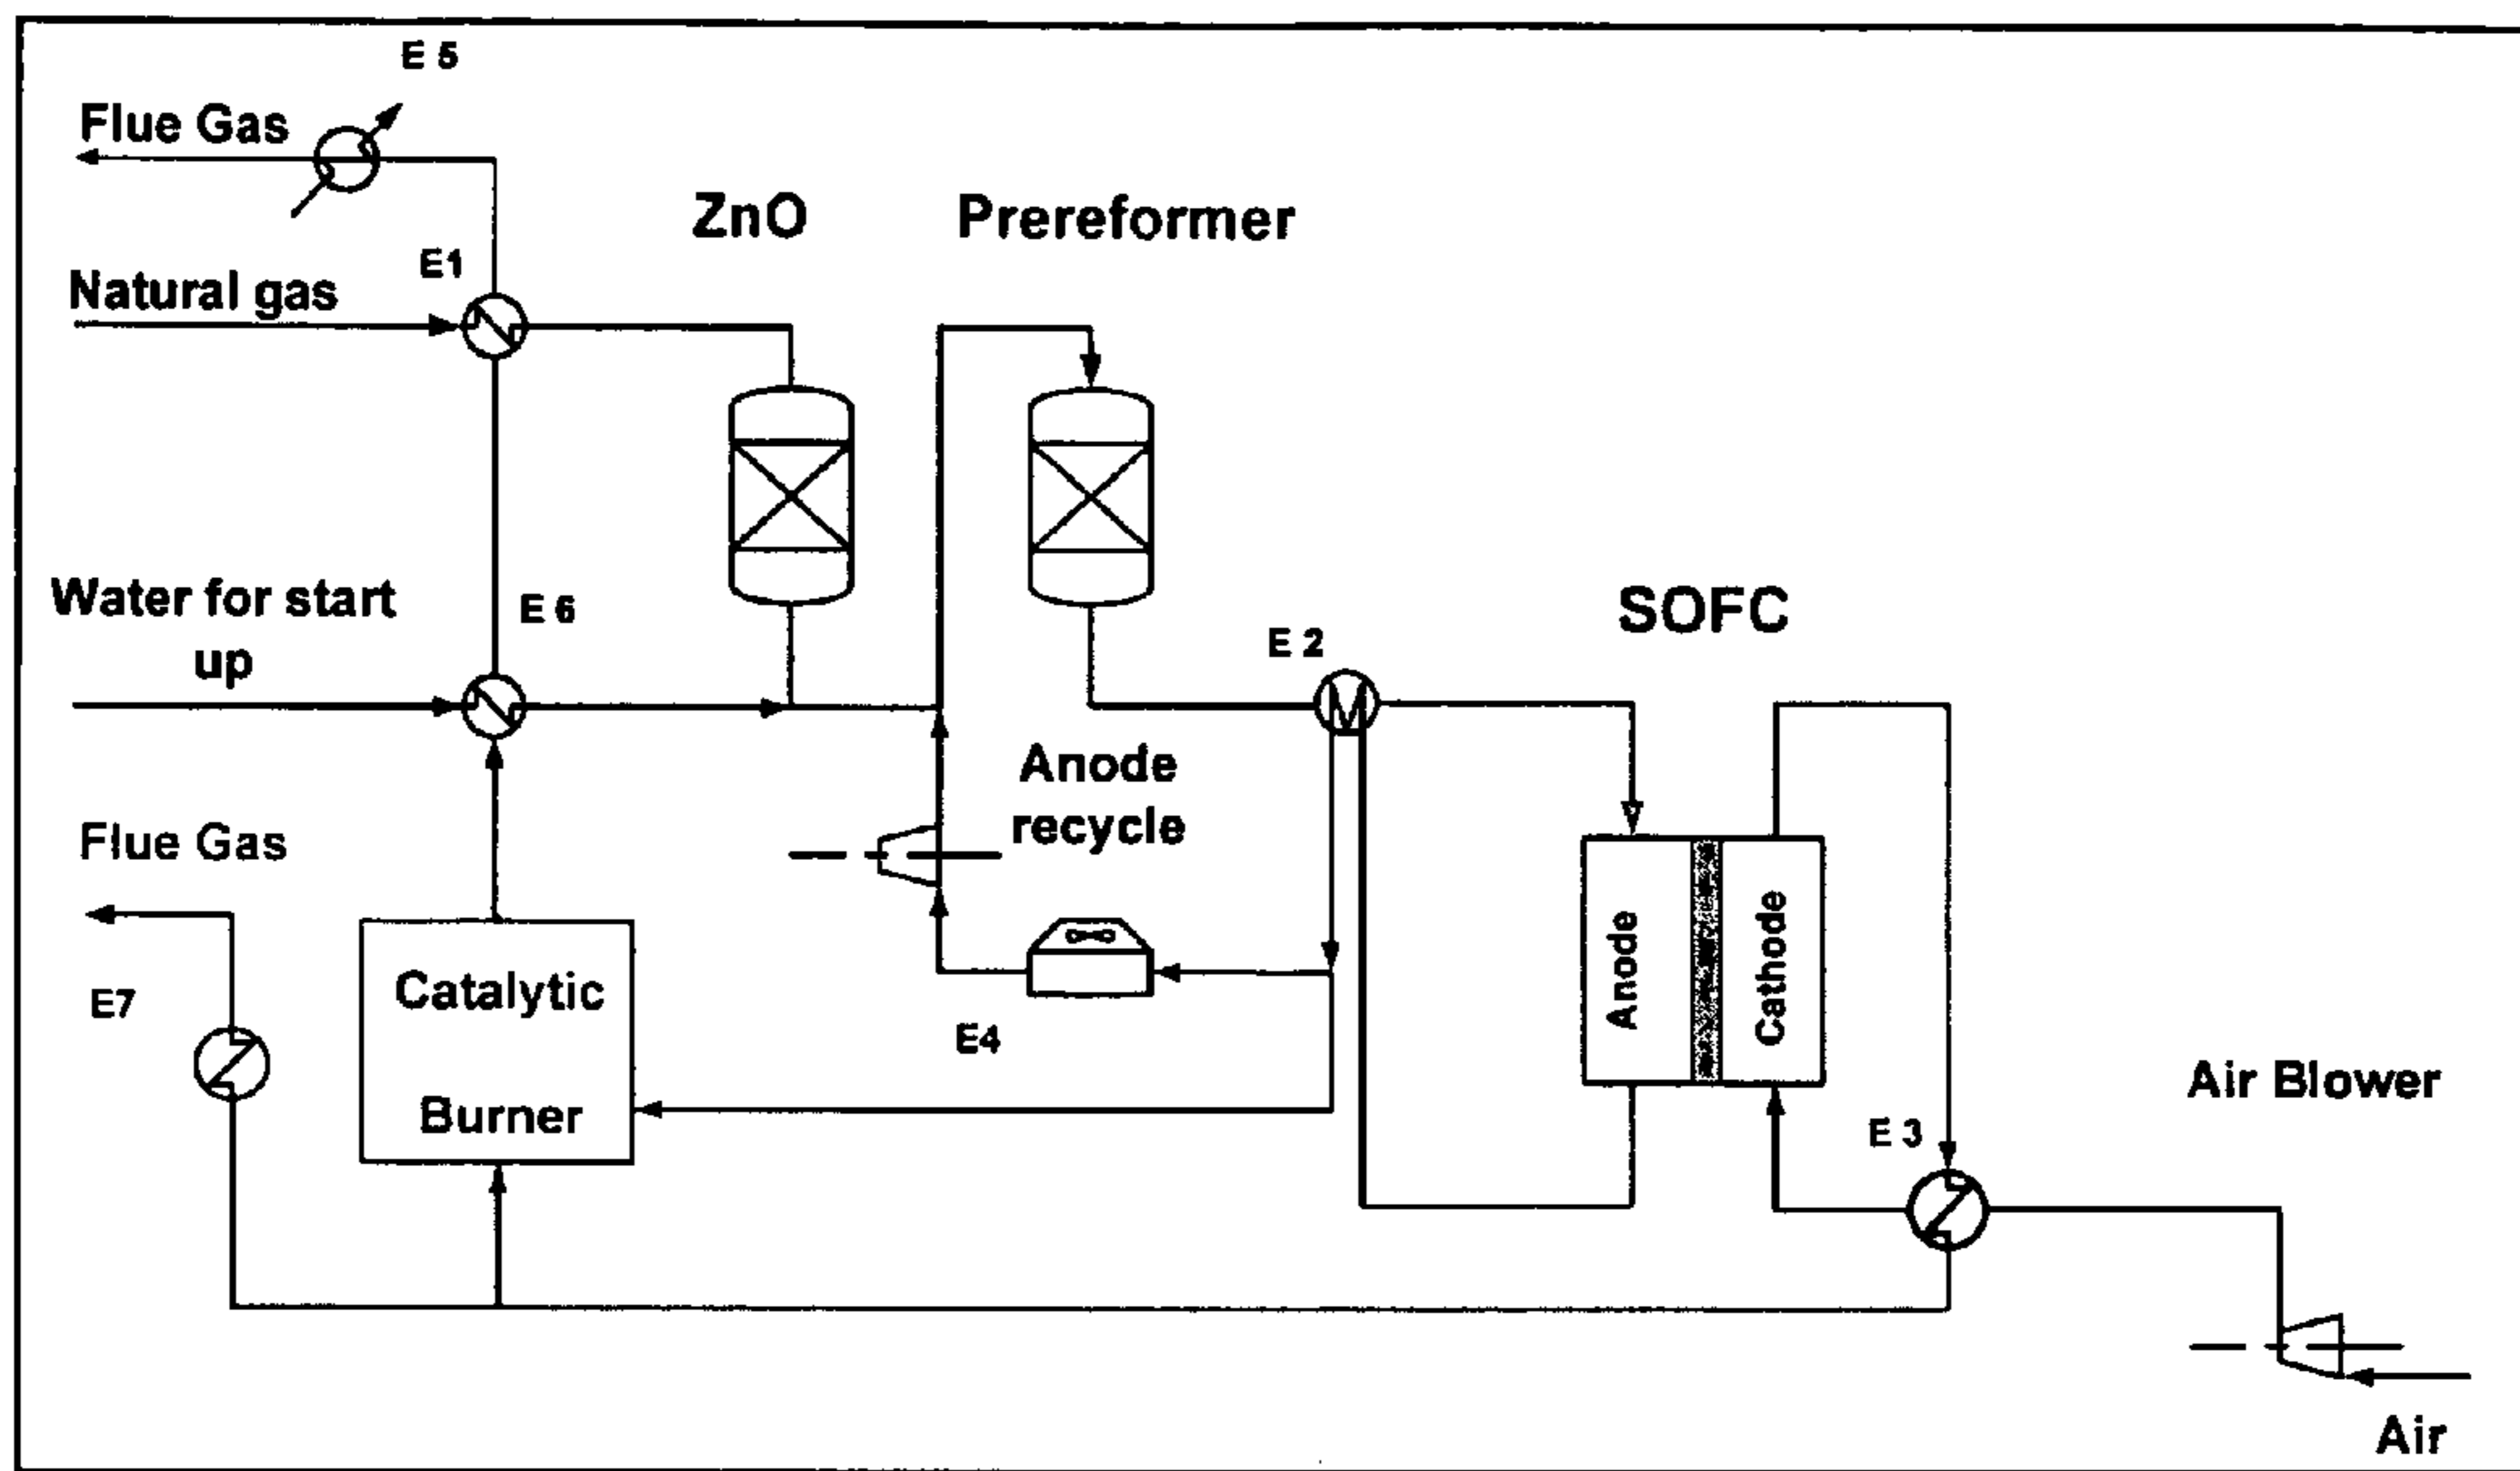 E 5
Flue Gas
ZnO
Prereformer
E1
Natural gas
Water for start
up
E 6
E 2
SOFC
Anode
recycle
Flue Gas
Anode
Cathode
Catalytic
Burner
E7
E4
Air Blower
E 3
Air